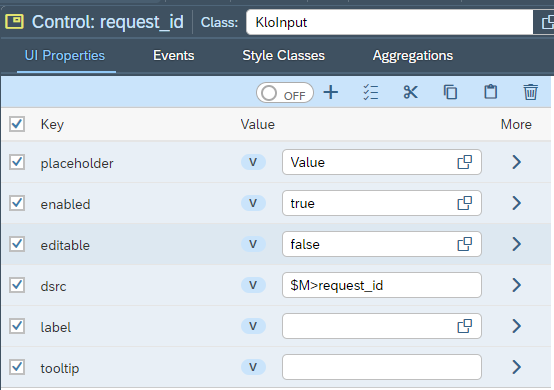 Control: request_id Class: KloInput
UI Properties Events Style Classes Aggregations
OFF
Key Value More
placeholder V Value
enabled V true
editable V false
dsrc V $M>request_id
label V
tooltip V